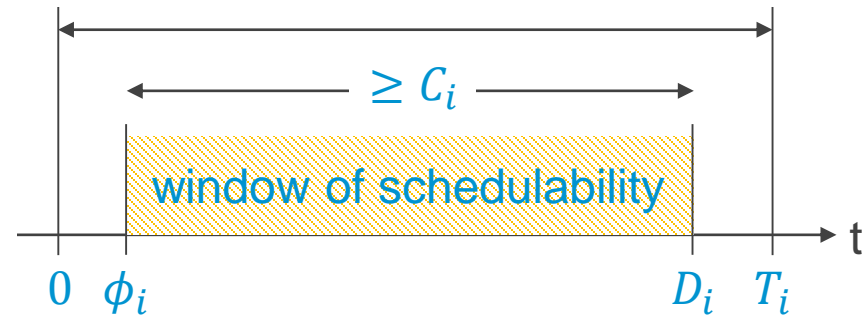 ≥ Cᵢ
window of schedulability
t
0 ϕᵢ Dᵢ Tᵢ